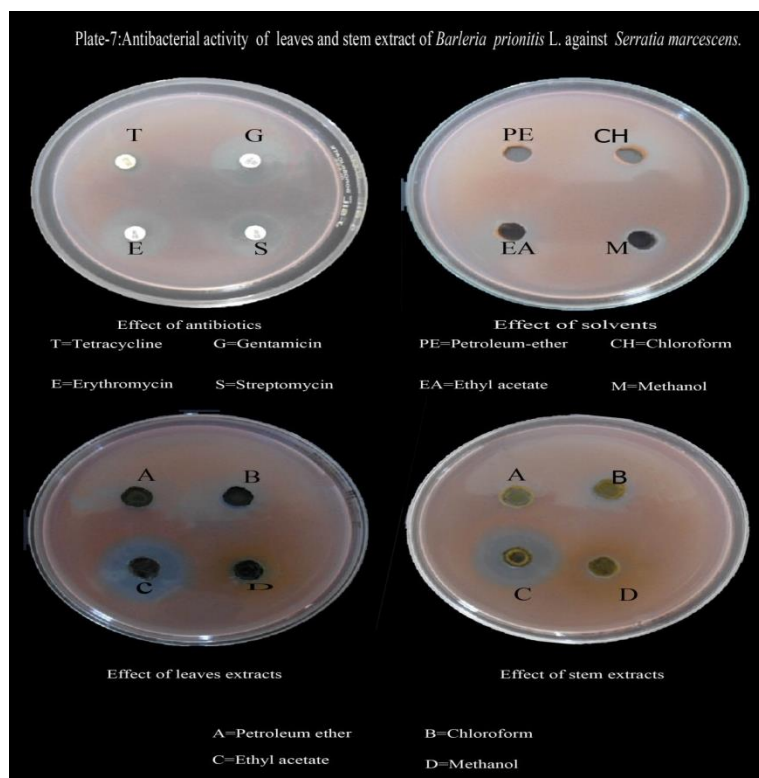 Plate-7:Antibacterial activity of leaves and stem extract of Barleria prionitis L. against Serratia marcescens.
T G
E S
PE CH
EA M
Effect of antibiotics
T=Tetracycline G=Gentamicin
E=Erythromycin S=Streptomycin
Effect of solvents
PE=Petroleum-ether CH=Chloroform
EA=Ethyl acetate M=Methanol
A B
C D
A B
C D
Effect of leaves extracts
Effect of stem extracts
A=Petroleum ether B=Chloroform
C=Ethyl acetate D=Methanol